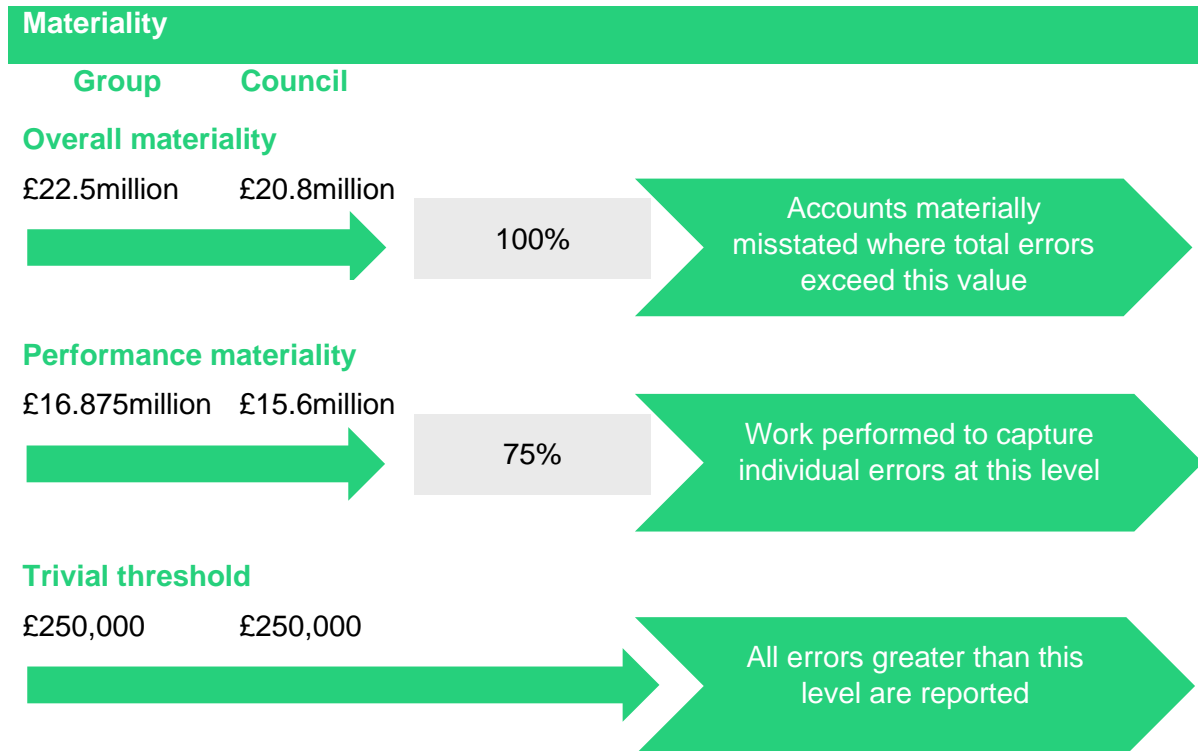 Materiality
Group Council
Overall materiality
£22.5million £20.8million
100%
Accounts materially
misstated where total errors
exceed this value
Performance materiality
£16.875million £15.6million
75%
Work performed to capture
individual errors at this level
Trivial threshold
£250,000 £250,000
All errors greater than this
level are reported